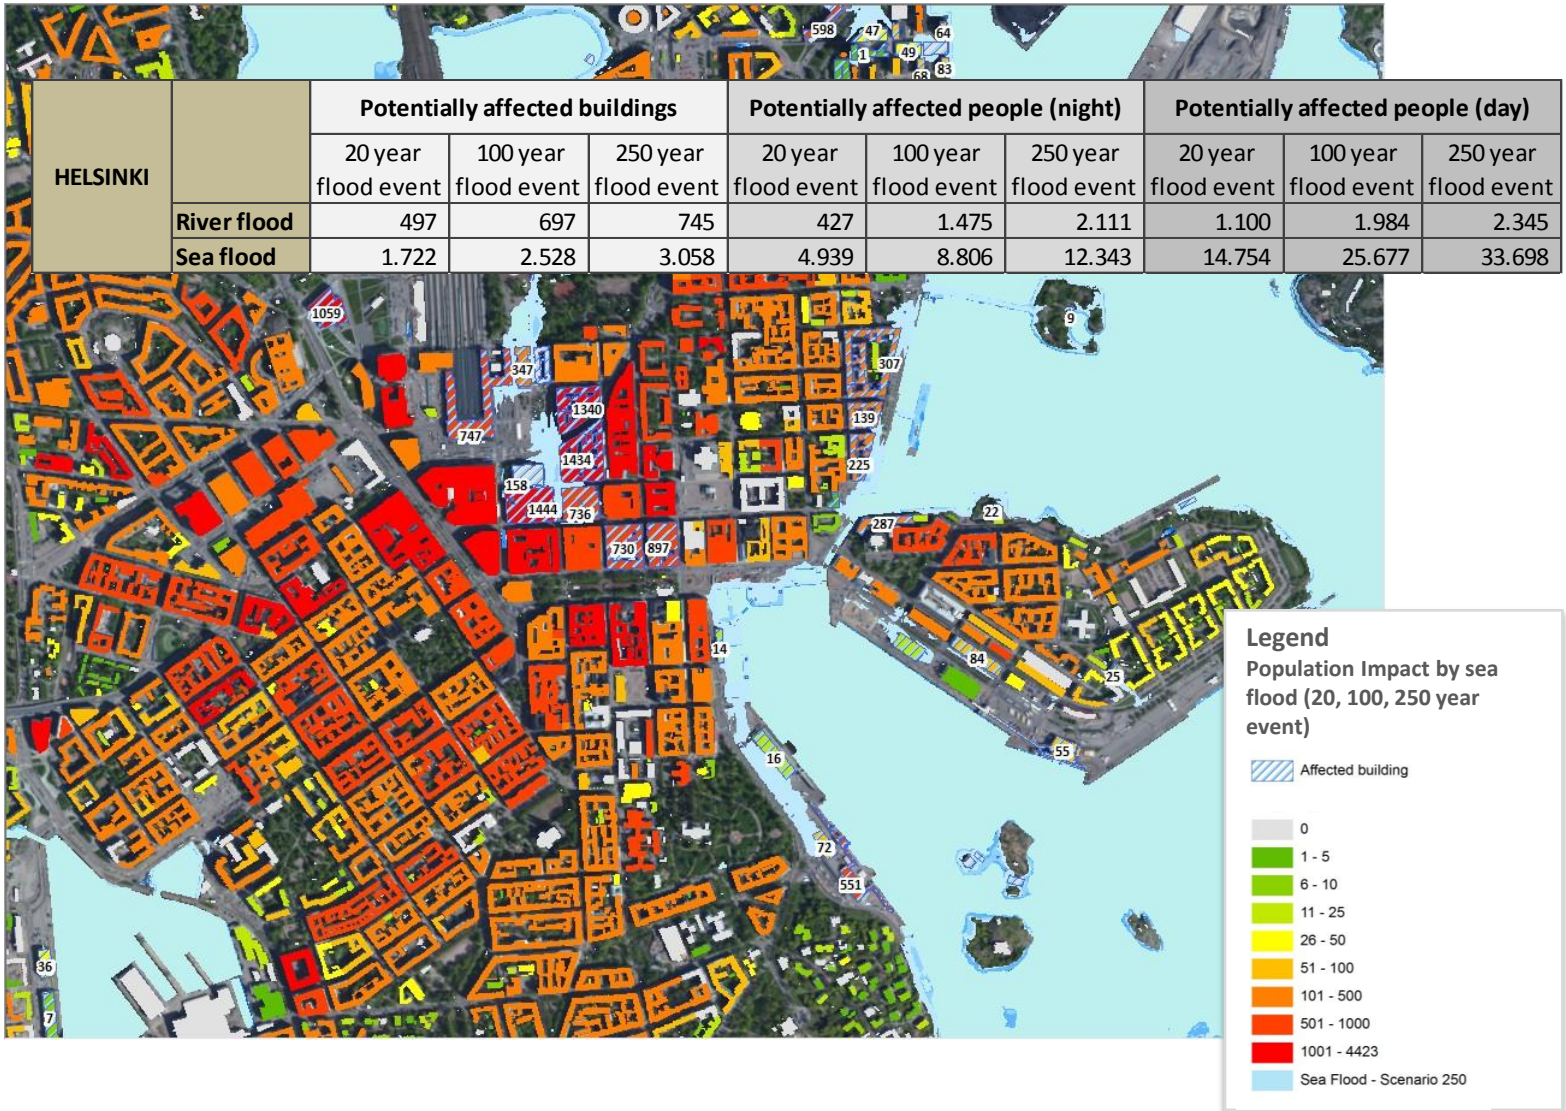 598
47
64
1
49
68
83
HELSINKI
Potentially affected buildings
Potentially affected people (night)
Potentially affected people (day)
20 year flood event
100 year flood event
250 year flood event
20 year flood event
100 year flood event
250 year flood event
20 year flood event
100 year flood event
250 year flood event
River flood 497 697 745 427 1.475 2.111 1.100 1.984 2.345
Sea flood 1.722 2.528 3.058 4.939 8.806 12.343 14.754 25.677 33.698
1059
9
347
307
1340
139
747
1434
225
158
1444
736
287
22
730
897
14
84
25
55
16
72
551
36
7
Legend
Population Impact by sea
flood (20, 100, 250 year
event)
Affected building
0
1 - 5
6 - 10
11 - 25
26 - 50
51 - 100
101 - 500
501 - 1000
1001 - 4423
Sea Flood - Scenario 250